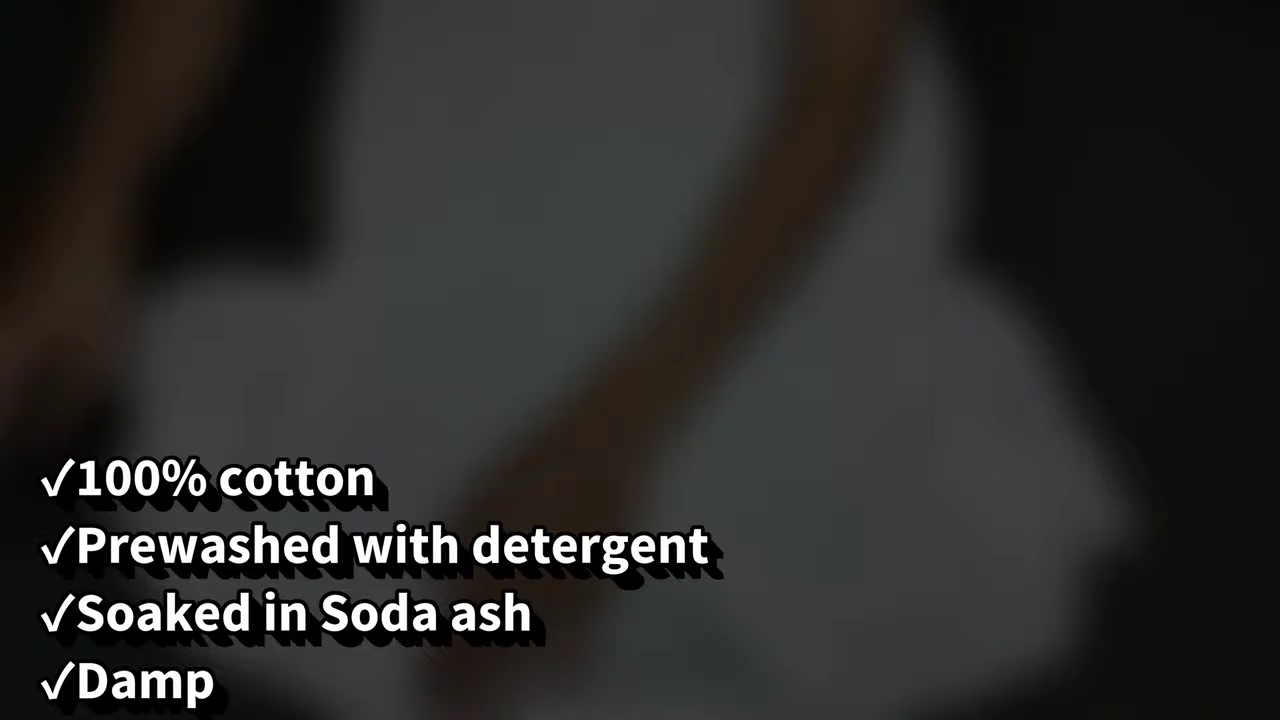 ✓100% cotton
✓Prewashed with detergent
✓Soaked in Soda ash
✓Damp